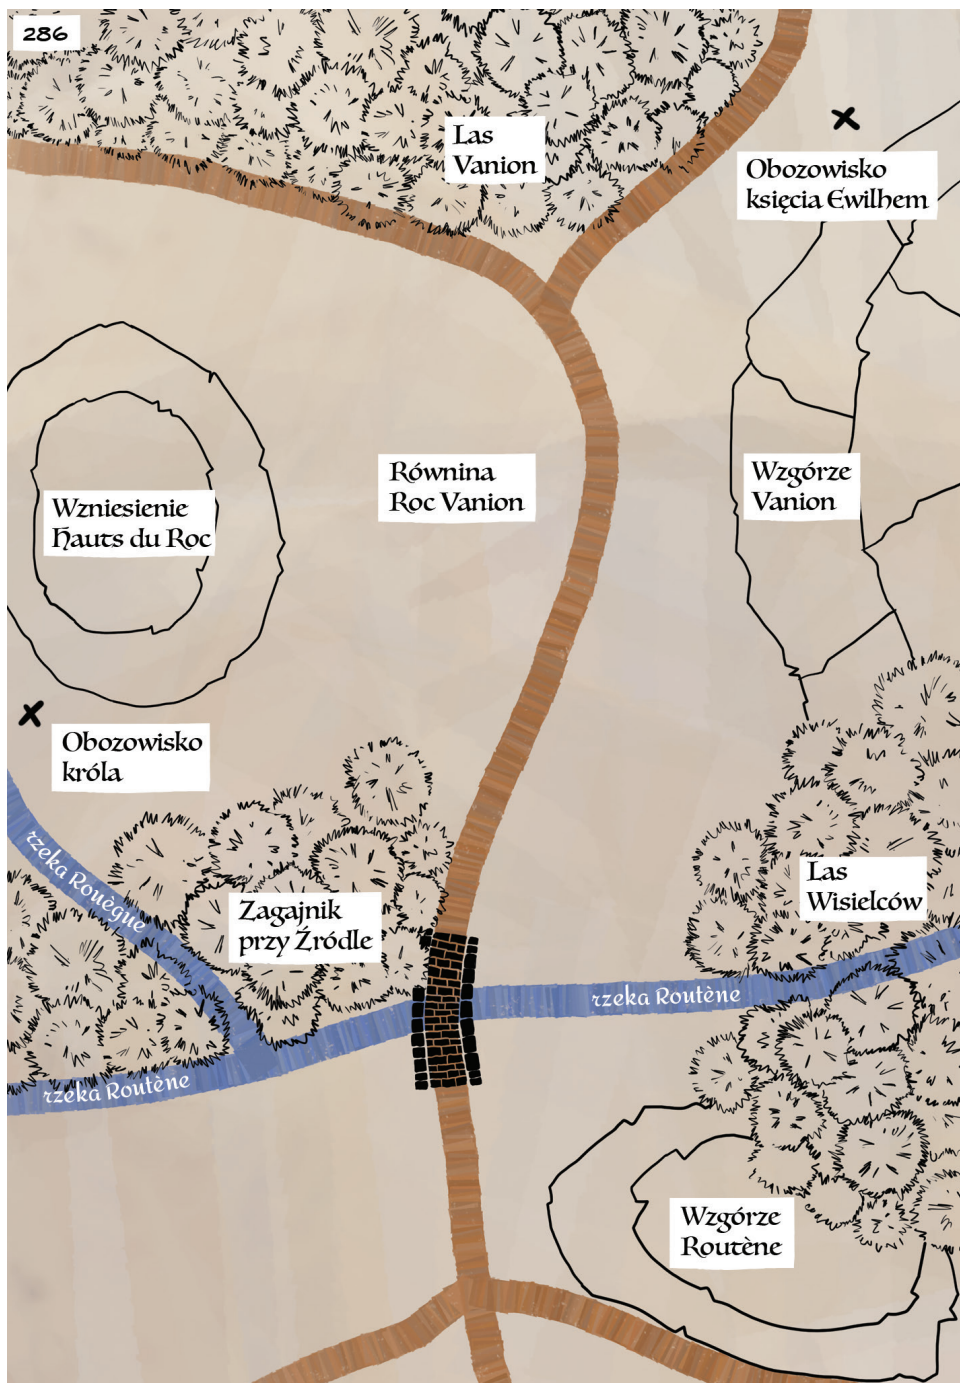 286
Las
Vanion
Obozowisko
księcia Ewilhem
Równina
Roc Vanion
Wzgórze
Vanion
Wzniesienie
Hauts du Roc
Obozowisko
króla
rzeka Rouègue
Zagajnik
przy Źródle
Las
Wisielców
rzeka Routène
rzeka Routène
Wzgórze
Routène